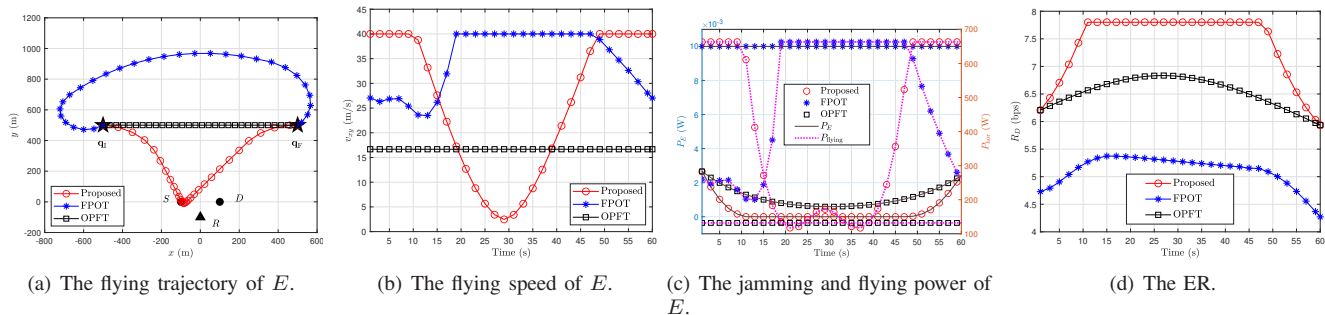 1200
1000
800
600
400
200
0
-200
y (m)
-800
-600
-400
-200
0
200
400
600
x (m)
q_I
q_F
S
D
R
Proposed
FPOT
OPFT
(a) The flying trajectory of E.
45
40
35
30
25
20
15
10
5
0
v_xy (m/s)
5
10
15
20
25
30
35
40
45
50
55
60
Time (s)
Proposed
FPOT
OPFT
(b) The flying speed of E.
×10⁻³
10
8
6
4
2
0
P_E (W)
700
600
500
400
300
200
100
5
10
15
20
25
30
35
40
45
50
55
60
Time (s)
Proposed
FPOT
OPFT
P_E
P_flying
(c) The jamming and flying power of
E.
8
7.5
7
6.5
6
5.5
5
4.5
4
R_D (bps)
5
10
15
20
25
30
35
40
45
50
55
60
Time (s)
Proposed
FPOT
OPFT
(d) The ER.